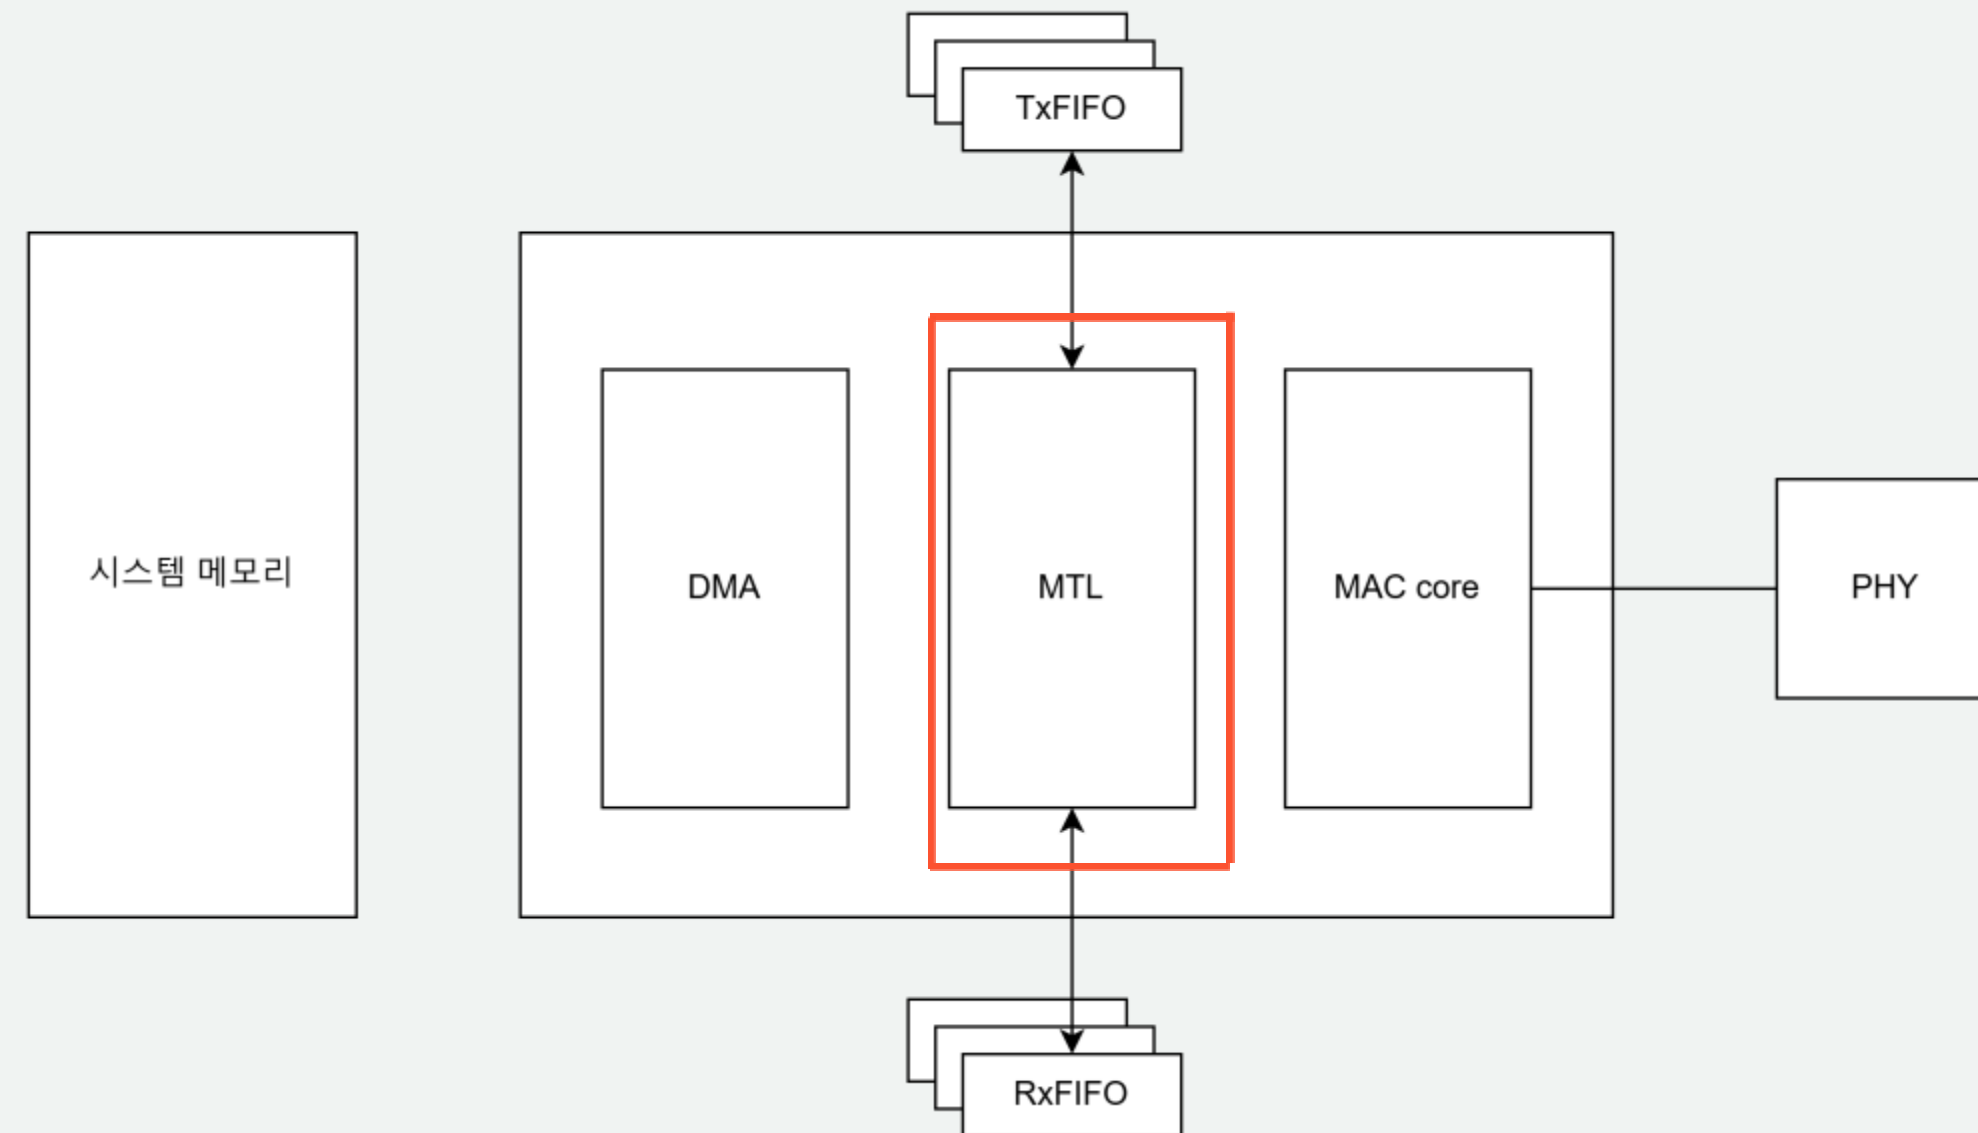 TxFIFO
시스템 메모리
DMA
MTL
MAC core
PHY
RxFIFO